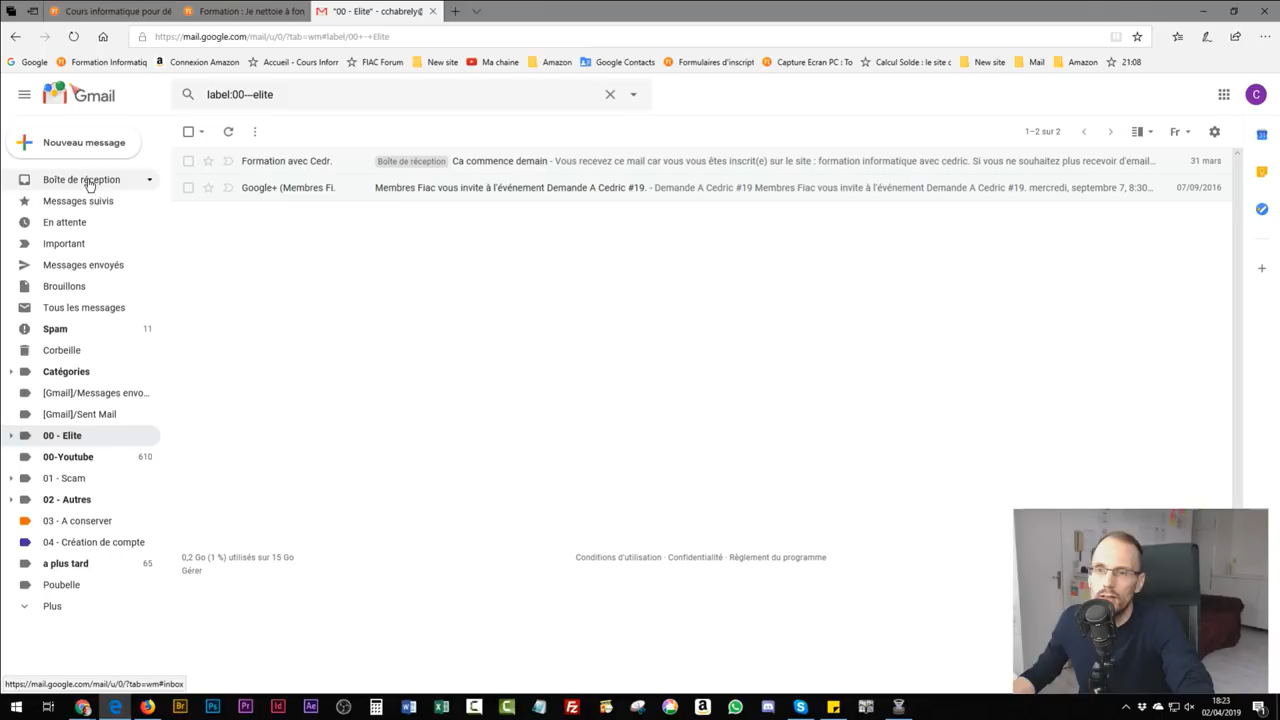 Cours informatique pour dé
Formation : Je nettoie à fon
"00 - Elite" - cchabrely@
https://mail.google.com/mail/u/0/?tab=wm#label/00+-+Elite
Google
Formation Informatiq
Connexion Amazon
Accueil - Cours Inforr
FIAC Forum
New site
Ma chaine
Amazon
Google Contacts
Formulaires d'inscript
Capture Ecran PC : To
Calcul Solde : le site c
New site
Mail
Amazon
21:08
Gmail
label:00---elite
C
Nouveau message
1–2 sur 2
Fr
Boîte de réception
Formation avec Cedr.
Boîte de réception Ca commence demain - Vous recevez ce mail car vous vous êtes inscrit(e) sur le site : formation informatique avec cedric. Si vous ne souhaitez plus recevoir d'email...
31 mars
Google+ (Membres Fi.
Membres Fiac vous invite à l'événement Demande A Cedric #19. - Demande A Cedric #19 Membres Fiac vous invite à l'événement Demande A Cedric #19. mercredi, septembre 7, 8:30...
07/09/2016
Messages suivis
En attente
Important
Messages envoyés
Brouillons
Tous les messages
Spam 11
Corbeille
Catégories
[Gmail]/Messages envo...
[Gmail]/Sent Mail
00 - Elite
00-Youtube 610
01 - Scam
02 - Autres
03 - A conserver
04 - Création de compte
a plus tard 65
Poubelle
Plus
0,2 Go (1 %) utilisés sur 15 Go
Gérer
Conditions d'utilisation · Confidentialité · Règlement du programme
https://mail.google.com/mail/u/0/?tab=wm#inbox
Br
Ps
Pr
Id
Ae
18:23
02/04/2019